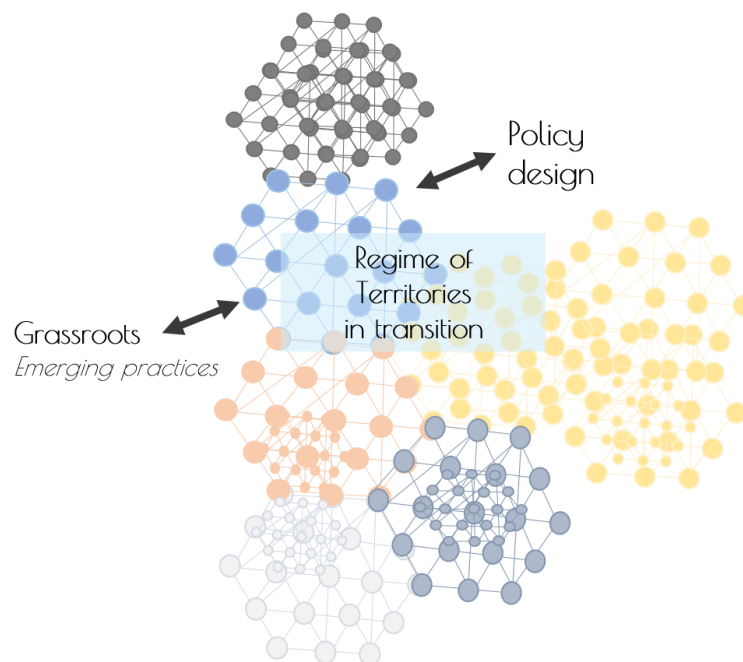 Policy
design
Regime of
Territories
in transition
Grassroots
Emerging practices